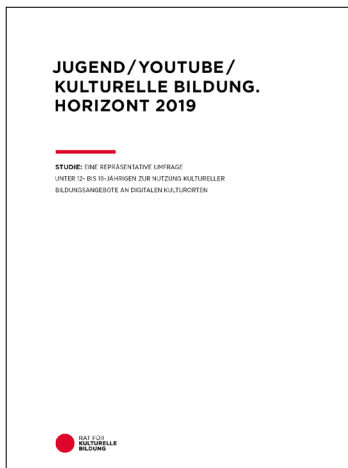 JUGEND/YOUTUBE/
KULTURELLE BILDUNG.
HORIZONT 2019
STUDIE: EINE REPRÄSENTATIVE UMFRAGE
UNTER 12- BIS 19-JÄHRIGEN ZUR NUTZUNG KULTURELLER
BILDUNGSANGEBOTE AN DIGITALEN KULTURORTEN
RAT FÜR
KULTURELLE
BILDUNG